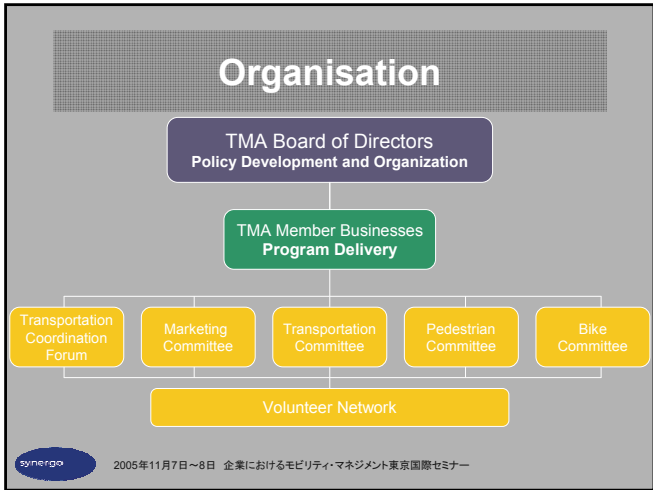 Organisation
TMA Board of Directors
Policy Development and Organization
TMA Member Businesses
Program Delivery
Transportation
Coordination
Forum
Marketing
Committee
Transportation
Committee
Pedestrian
Committee
Bike
Committee
Volunteer Network
synergo
2005年11月7日～8日 企業におけるモビリティ・マネジメント東京国際セミナー